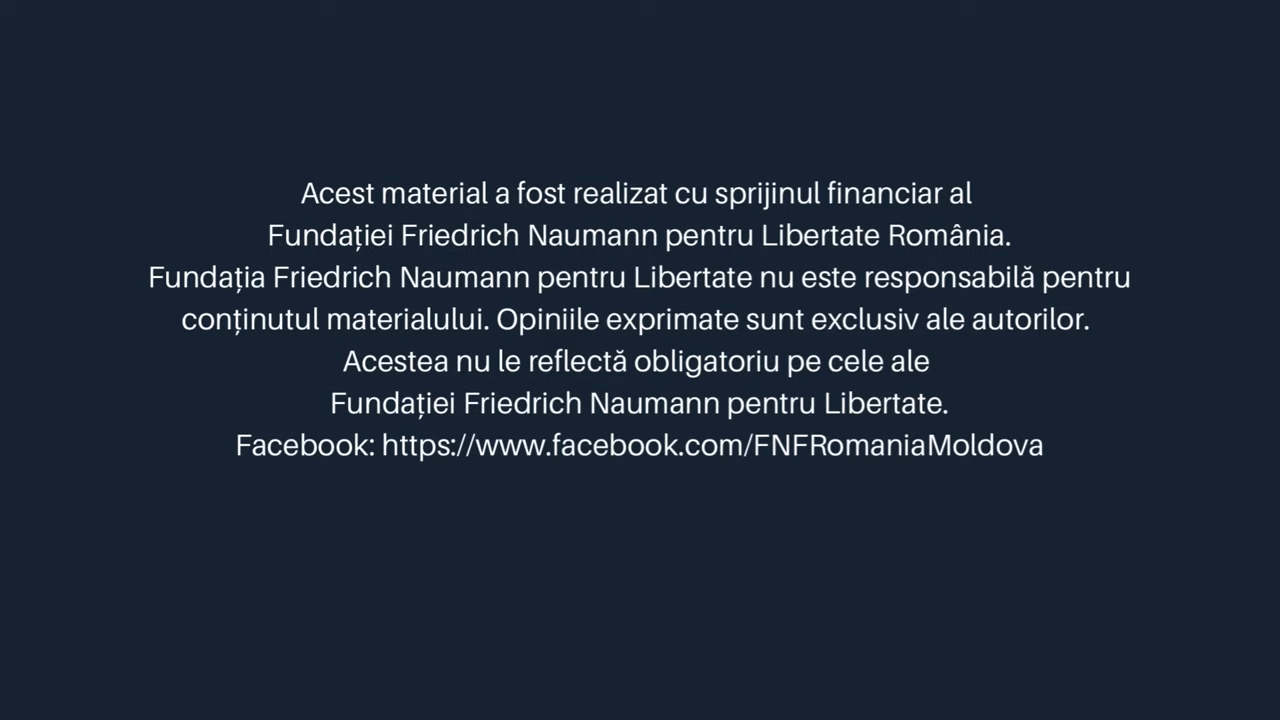 Acest material a fost realizat cu sprijinul financiar al
Fundației Friedrich Naumann pentru Libertate România.
Fundația Friedrich Naumann pentru Libertate nu este responsabilă pentru
conținutul materialului. Opiniile exprimate sunt exclusiv ale autorilor.
Acestea nu le reflectă obligatoriu pe cele ale
Fundației Friedrich Naumann pentru Libertate.
Facebook: https://www.facebook.com/FNFRomaniaMoldova